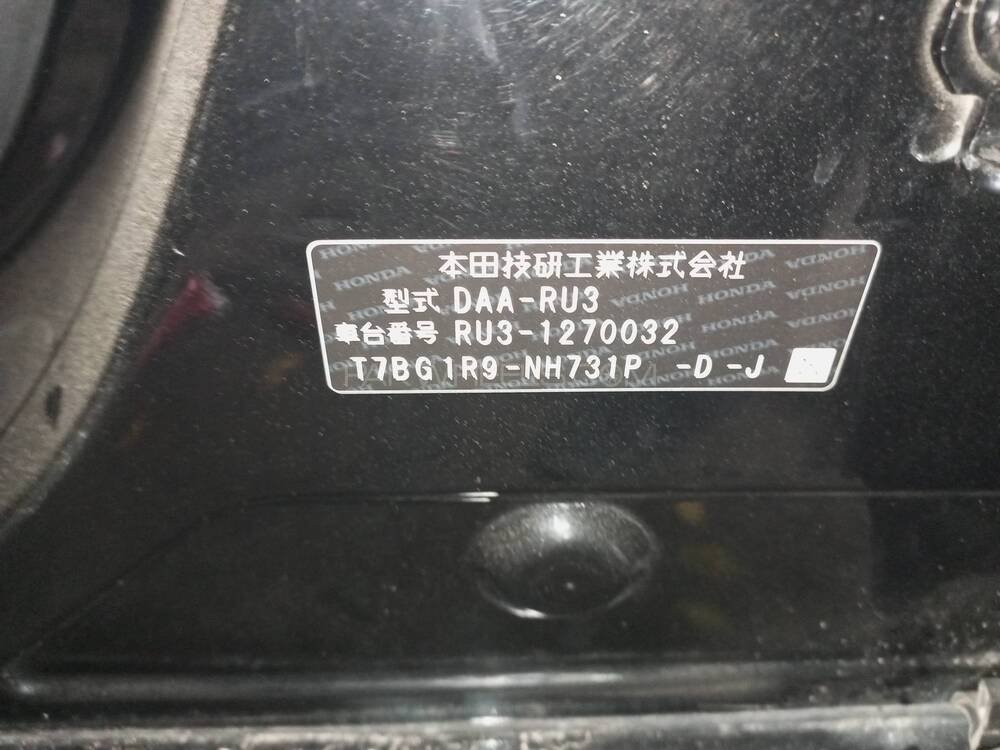 本田技研工業株式会社
型式 DAA-RU3
車台番号 RU3-1270032
T7BG1R9-NH731P -D -J